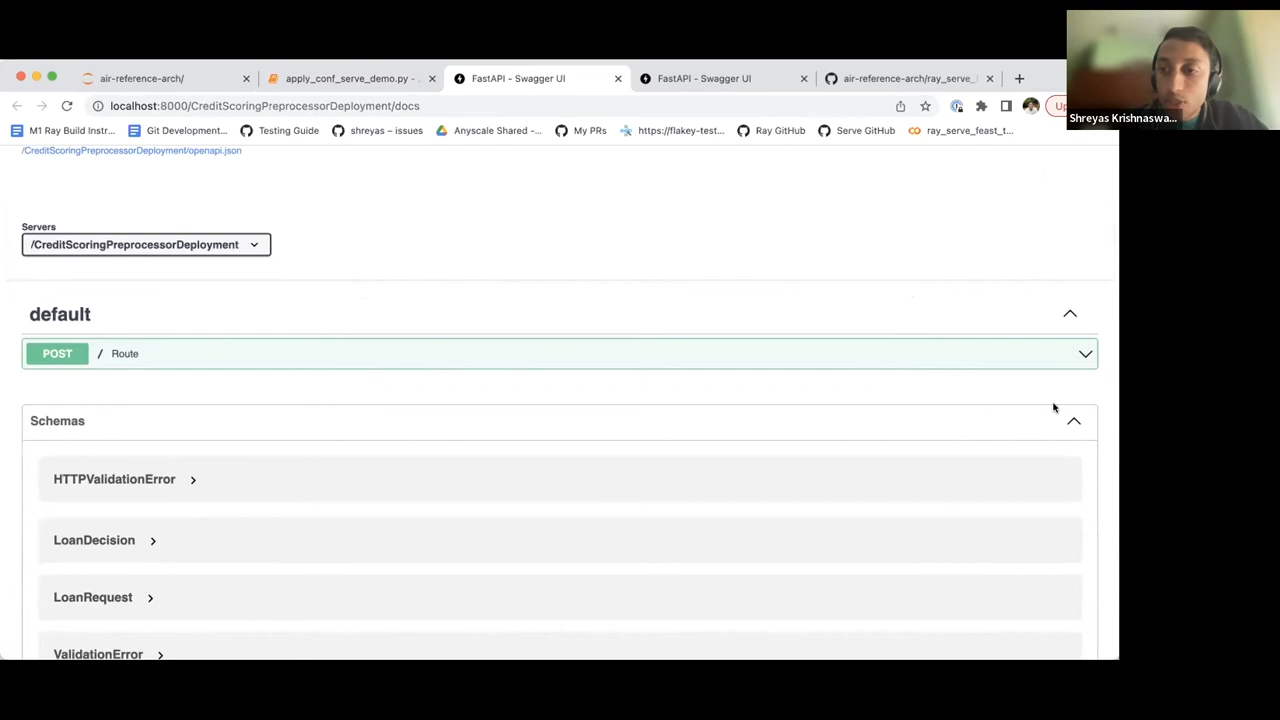 air-reference-arch/
apply_conf_serve_demo.py -
FastAPI - Swagger UI
FastAPI - Swagger UI
air-reference-arch/ray_serve_
localhost:8000/CreditScoringPreprocessorDeployment/docs
Up
M1 Ray Build Instr...
Git Development...
Testing Guide
shreyas – issues
Anyscale Shared -...
My PRs
https://flakey-test...
Ray GitHub
Serve GitHub
ray_serve_feast_t...
Shreyas Krishnaswa...
/CreditScoringPreprocessorDeployment/openapi.json
Servers
/CreditScoringPreprocessorDeployment
default
POST / Route
Schemas
HTTPValidationError
LoanDecision
LoanRequest
ValidationError